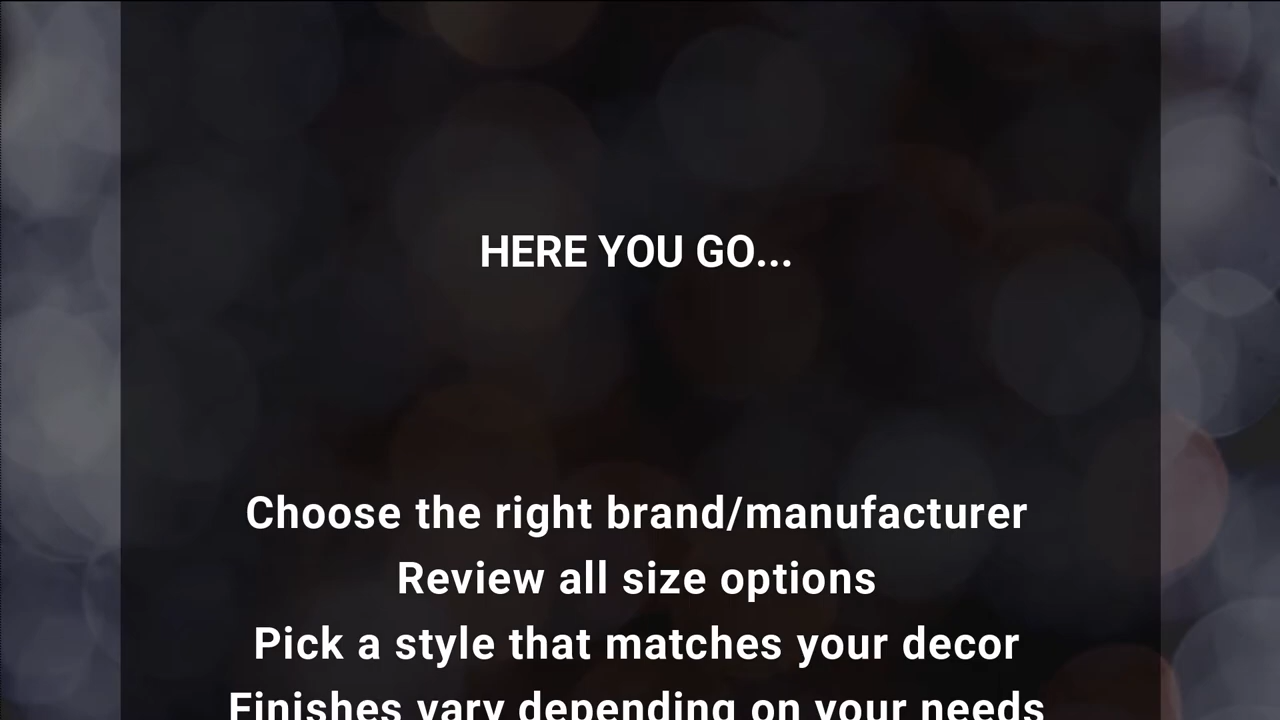 HERE YOU GO...
Choose the right brand/manufacturer
Review all size options
Pick a style that matches your decor
Finishes vary depending on your needs